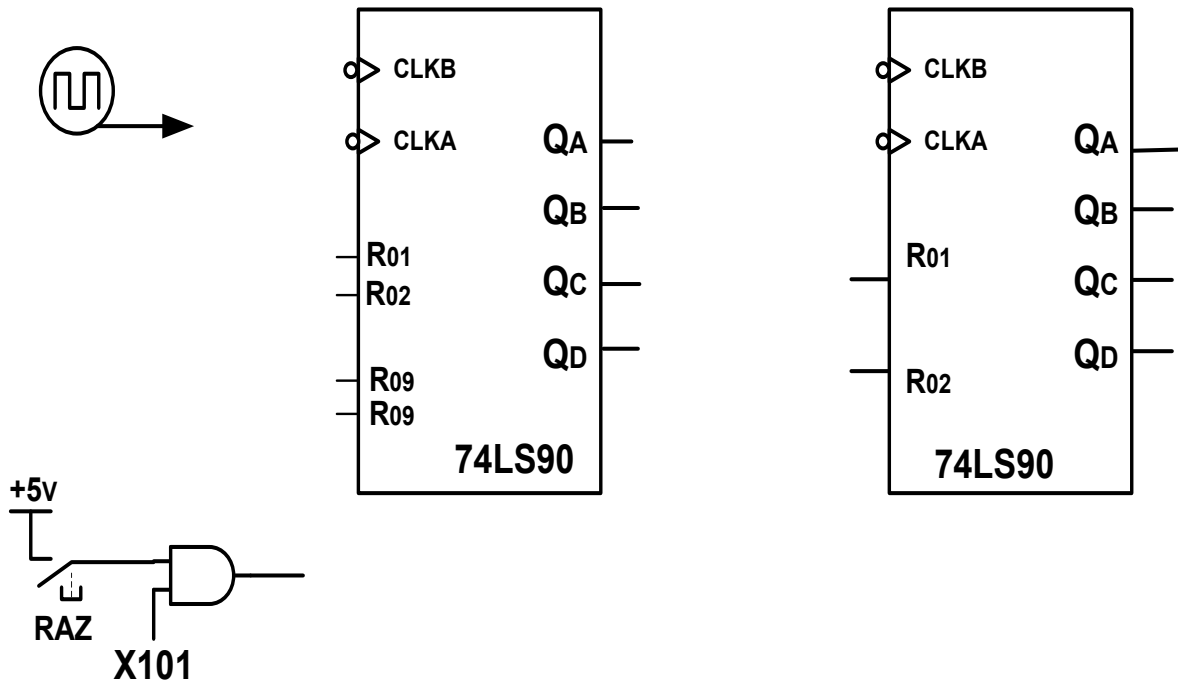 CLKB
CLKA
QA
QB
R01
R02
QC
QD
R09
R09
74LS90
CLKB
CLKA
QA
QB
R01
QC
QD
R02
74LS90
+5V
RAZ
X101